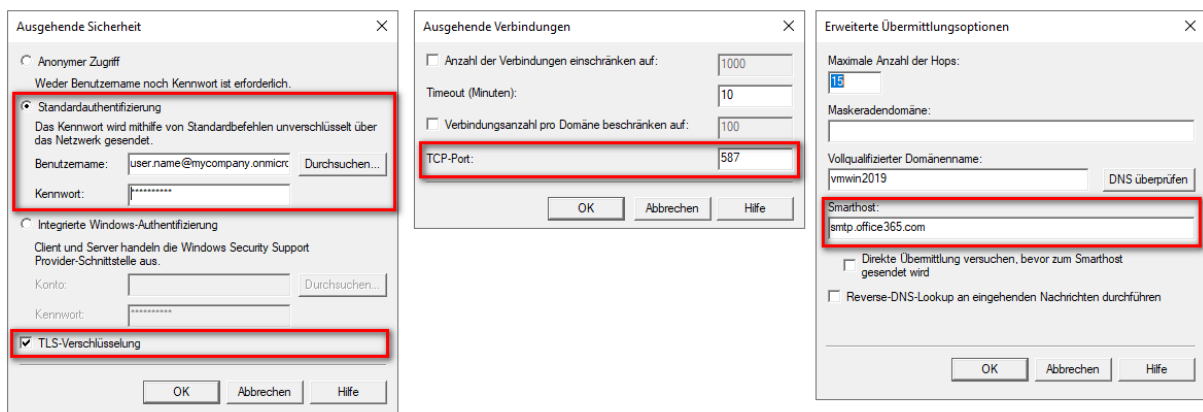 Ausgehende Sicherheit
Anonymer Zugriff
Weder Benutzername noch Kennwort ist erforderlich.
Standardauthentifizierung
Das Kennwort wird mithilfe von Standardbefehlen unverschlüsselt über
das Netzwerk gesendet.
Benutzername: user.name@mycompany.onmicrc Durchsuchen...
Kennwort: **********
Integrierte Windows-Authentifizierung
Client und Server handeln die Windows Security Support
Provider-Schnittstelle aus.
Konto: Durchsuchen...
Kennwort: **********
TLS-Verschlüsselung
OK Abbrechen Hilfe
Ausgehende Verbindungen
Anzahl der Verbindungen einschränken auf: 1000
Timeout (Minuten): 10
Verbindungsanzahl pro Domäne beschränken auf: 100
TCP-Port: 587
OK Abbrechen Hilfe
Erweiterte Übermittlungsoptionen
Maximale Anzahl der Hops:
15
Maskeradendomäne:
Vollqualifizierter Domänenname:
vmwin2019 DNS überprüfen
Smarthost:
smtp.office365.com
Direkte Übermittlung versuchen, bevor zum Smarthost
gesendet wird
Reverse-DNS-Lookup an eingehenden Nachrichten durchführen
OK Abbrechen Hilfe